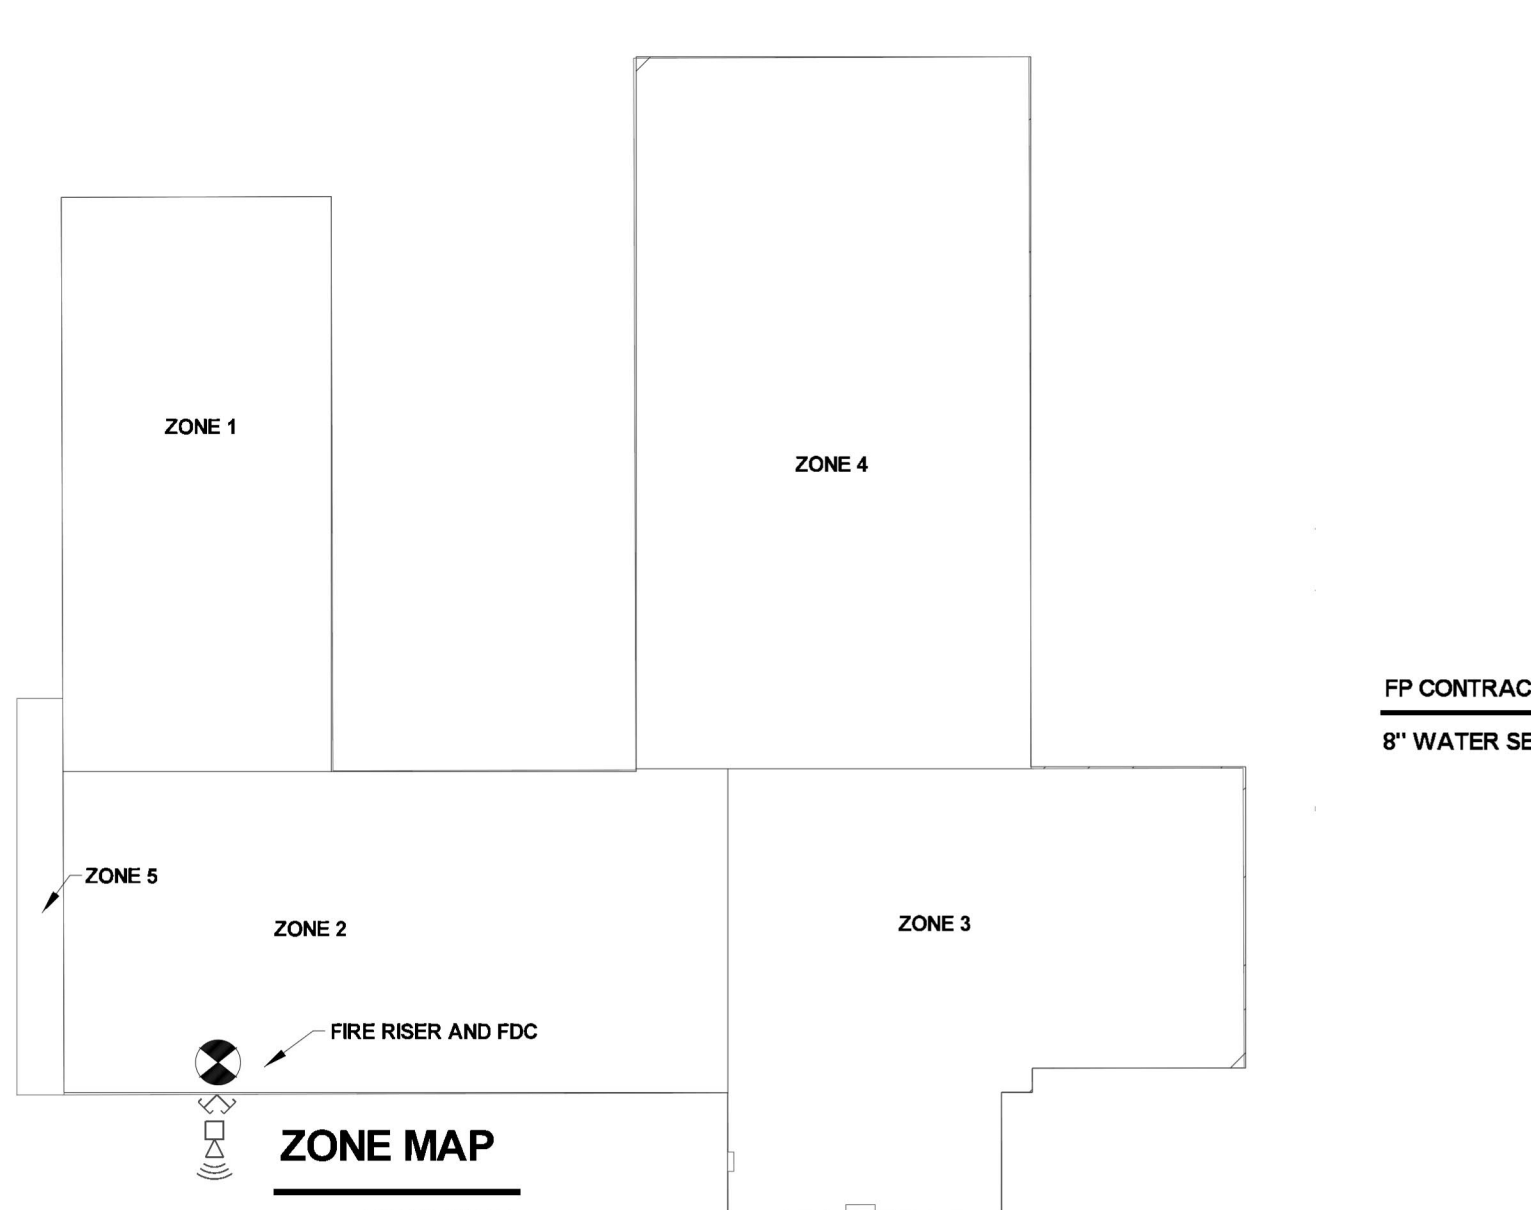 ZONE 1
ZONE 4
FP CONTRAC
8" WATER SE
ZONE 5
ZONE 2
ZONE 3
FIRE RISER AND FDC
ZONE MAP